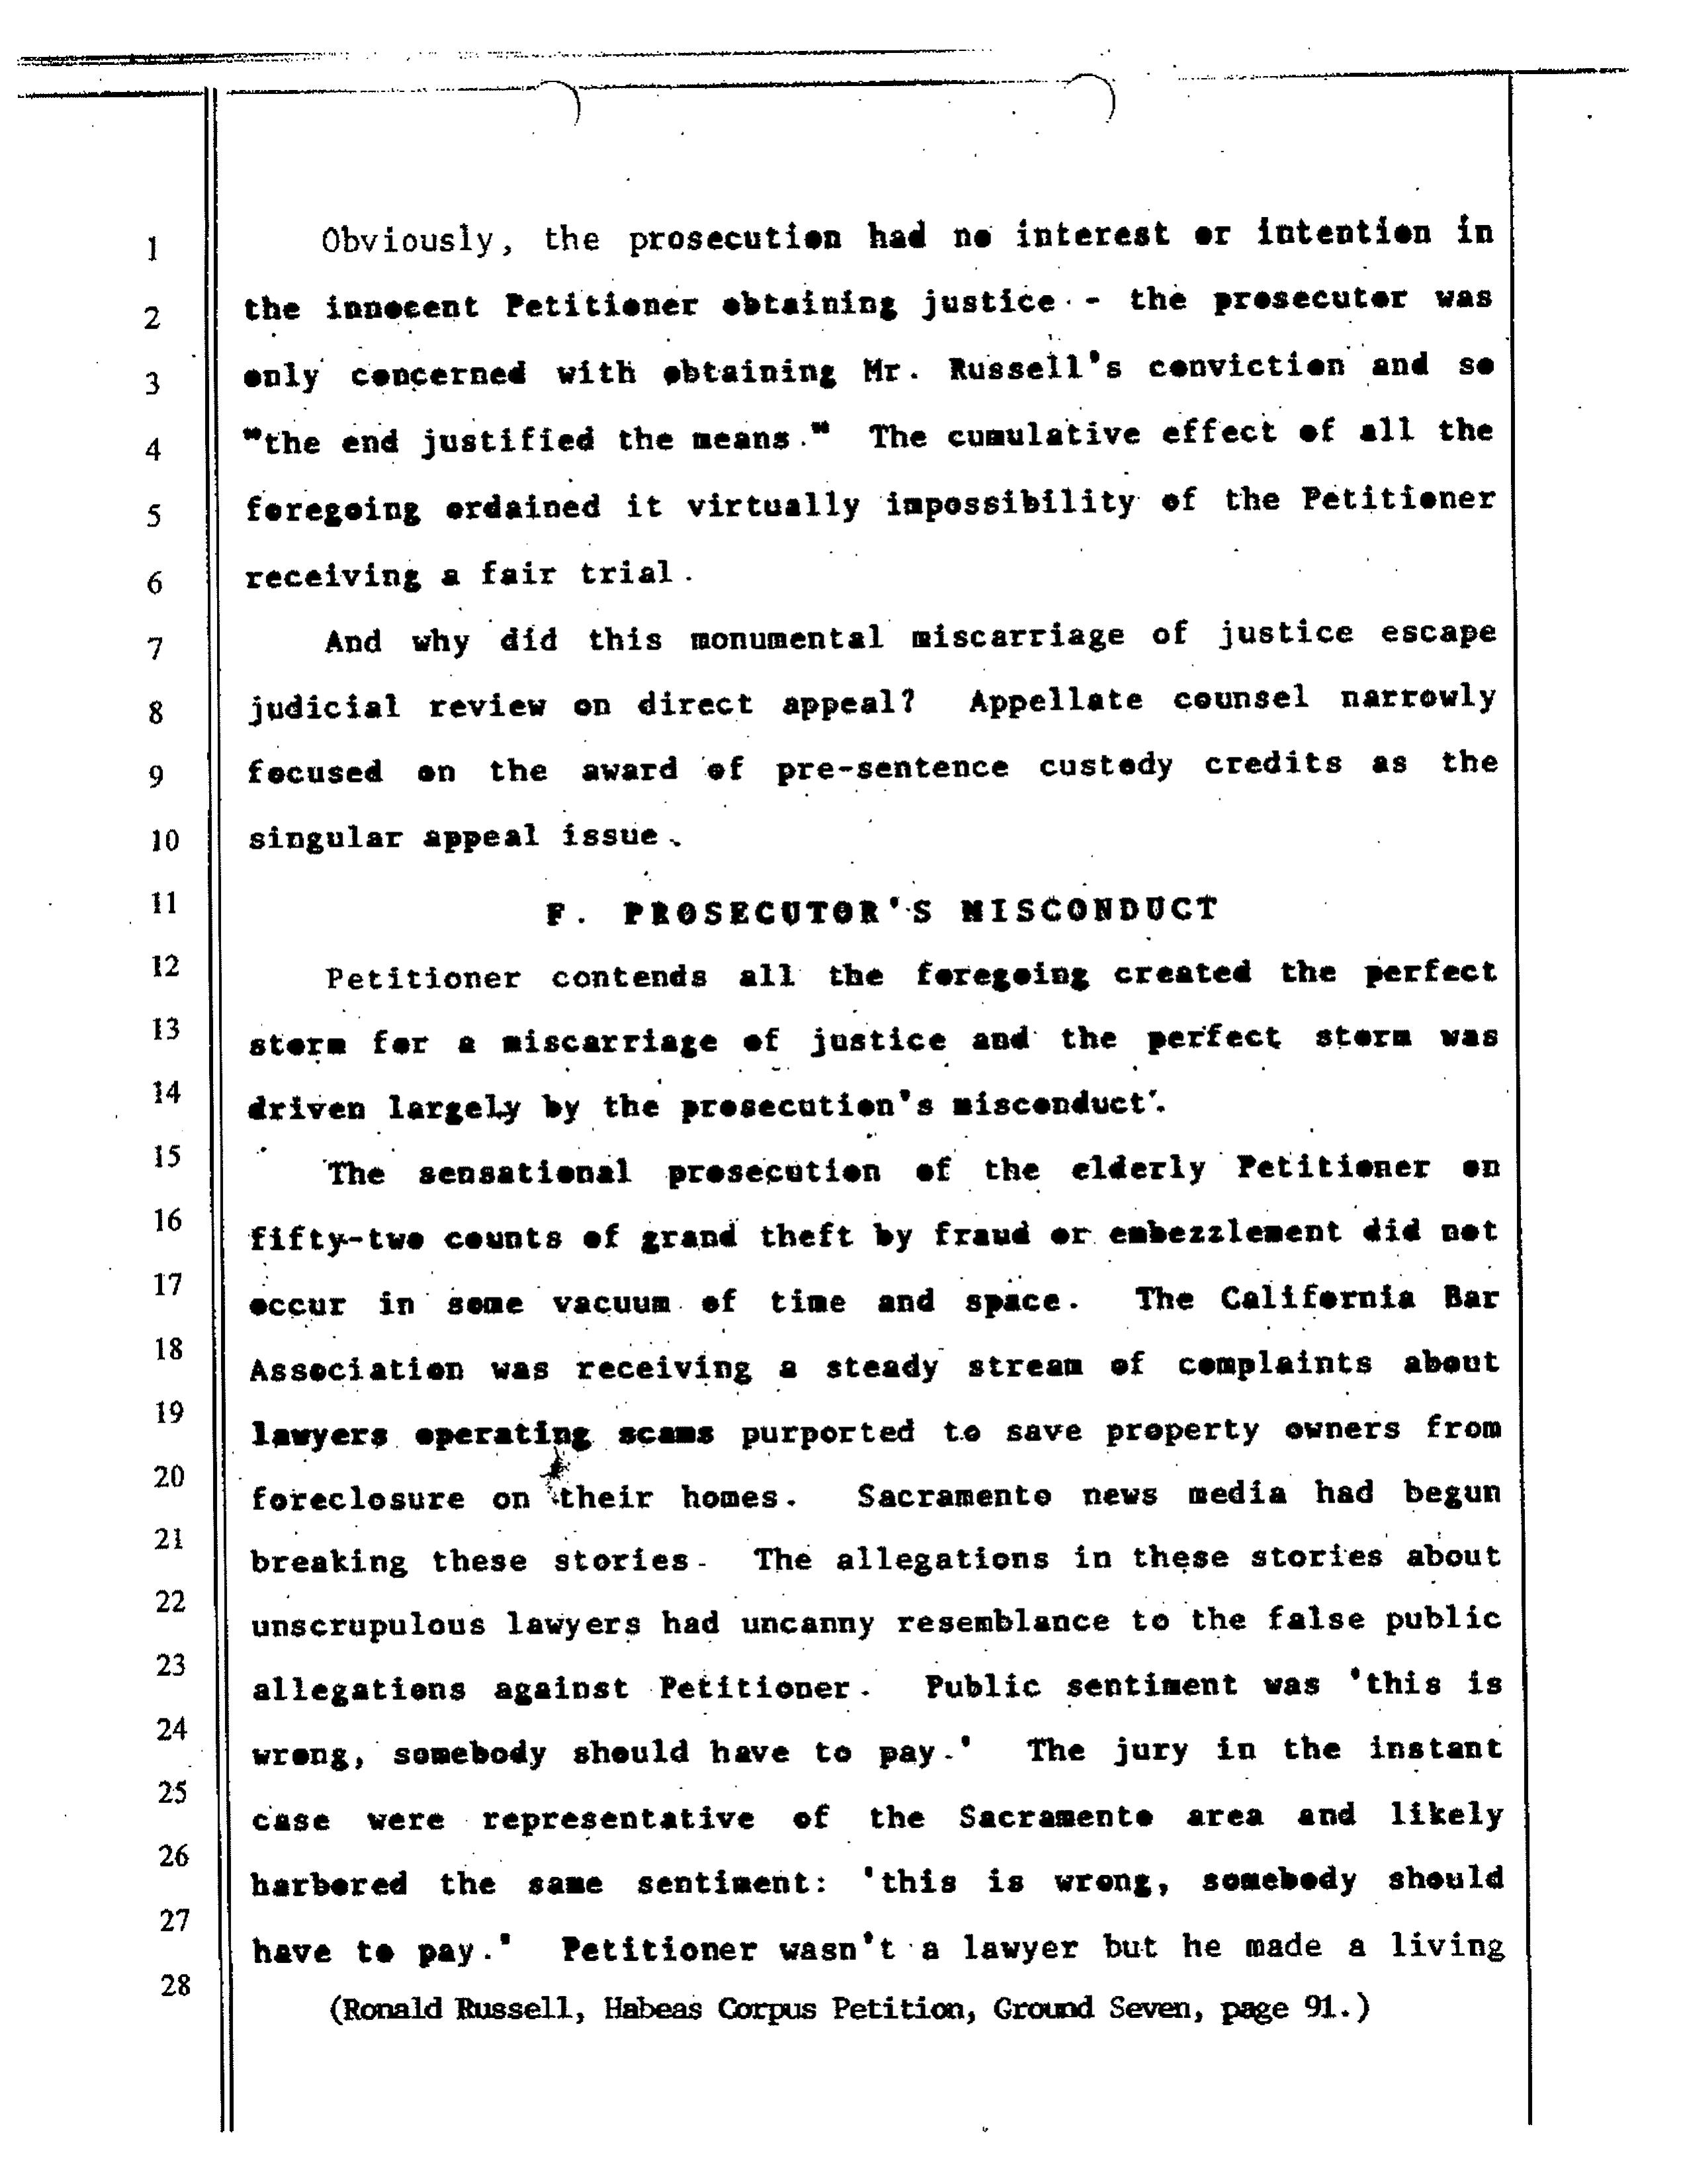 1 Obviously, the prosecution had no interest or intention in
2 the innocent Petitioner obtaining justice - the prosecutor was
3 only concerned with obtaining Mr. Russell's conviction and so
4 "the end justified the means." The cumulative effect of all the
5 foregoing ordained it virtually impossibility of the Petitioner
6 receiving a fair trial.
7 And why did this monumental miscarriage of justice escape
8 judicial review on direct appeal? Appellate counsel narrowly
9 focused on the award of pre-sentence custody credits as the
10 singular appeal issue.
11 F. PROSECUTOR'S MISCONDUCT
12 Petitioner contends all the foregoing created the perfect
13 storm for a miscarriage of justice and the perfect storm was
14 driven largely by the prosecution's misconduct.
15 The sensational prosecution of the elderly Petitioner on
16 fifty-two counts of grand theft by fraud or embezzlement did not
17 occur in some vacuum of time and space. The California Bar
18 Association was receiving a steady stream of complaints about
19 lawyers operating scams purported to save property owners from
20 foreclosure on their homes. Sacramento news media had begun
21 breaking these stories. The allegations in these stories about
22 unscrupulous lawyers had uncanny resemblance to the false public
23 allegations against Petitioner. Public sentiment was 'this is
24 wrong, somebody should have to pay.' The jury in the instant
25 case were representative of the Sacramento area and likely
26 harbored the same sentiment: 'this is wrong, somebody should
27 have to pay.' Petitioner wasn't a lawyer but he made a living
28 (Ronald Russell, Habeas Corpus Petition, Ground Seven, page 91.)